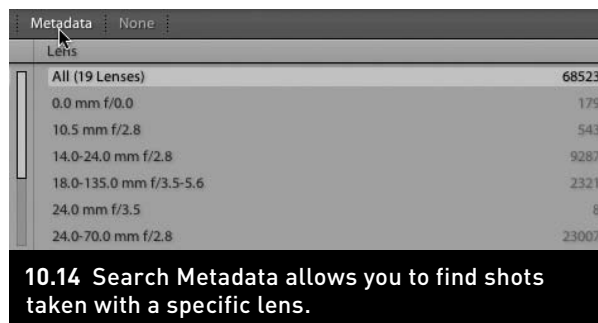 Metadata None
Lens
All (19 Lenses) 68523
0.0 mm f/0.0 179
10.5 mm f/2.8 543
14.0-24.0 mm f/2.8 9287
18.0-135.0 mm f/3.5-5.6 2321
24.0 mm f/3.5 8
24.0-70.0 mm f/2.8 23007
10.14 Search Metadata allows you to find shots
taken with a specific lens.